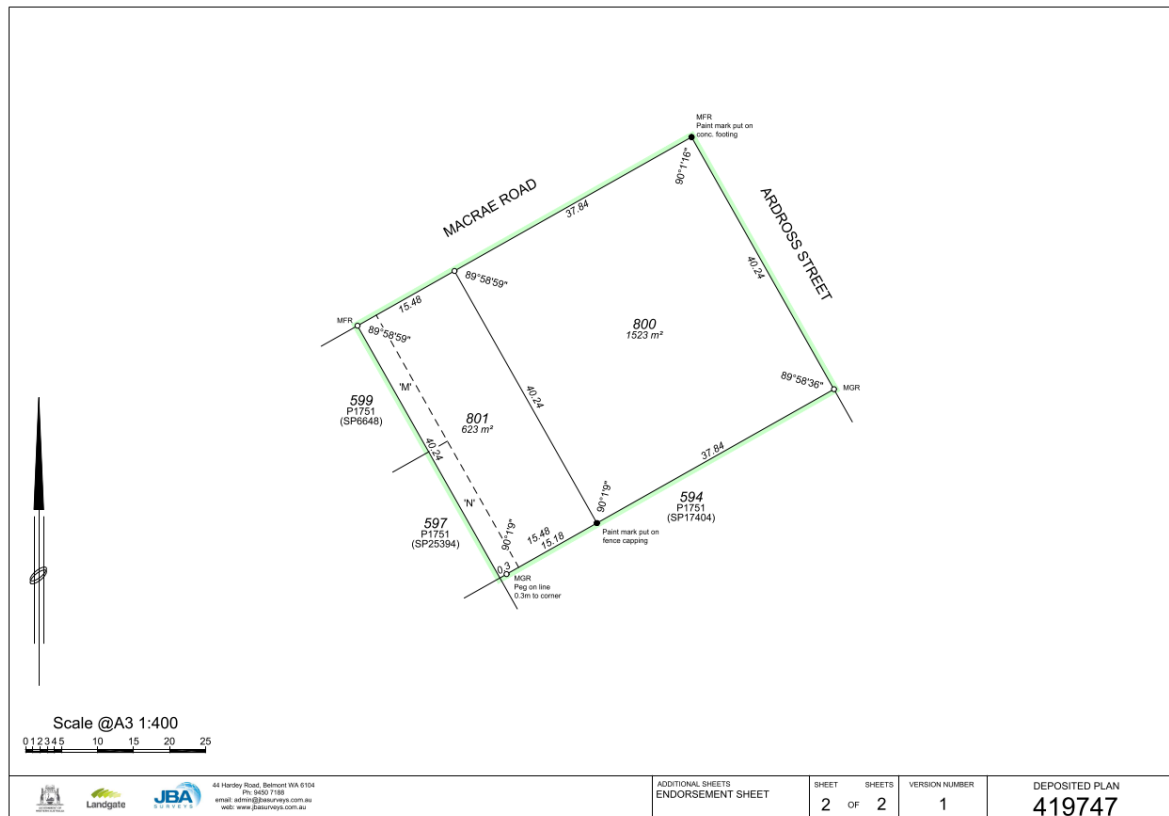 MFR
Paint mark put on
conc. footing
90°1'16"
MACRAE ROAD
37.84
ARDROSS STREET
40.24
89°58'59"
15.48
MFR
89°58'59"
800
1523 m²
89°58'36"
MGR
'M'
40.24
599
P1751
(SP6648)
801
623 m²
40.24
37.84
594
P1751
(SP17404)
'N'
90°1'9"
597
P1751
(SP25394)
90°1'9"
15.48
15.18
Paint mark put on
fence capping
0.3
MGR
Peg on line
0.3m to corner
Scale @A3 1:400
0 1 2 3 4 5 10 15 20 25
Landgate
JBA
SURVEYS
44 Hardey Road, Belmont WA 6104
Ph: 9450 7188
email: admin@jbasurveys.com.au
web: www.jbasurveys.com.au
ADDITIONAL SHEETS
ENDORSEMENT SHEET
SHEET SHEETS
2 OF 2
VERSION NUMBER
1
DEPOSITED PLAN
419747